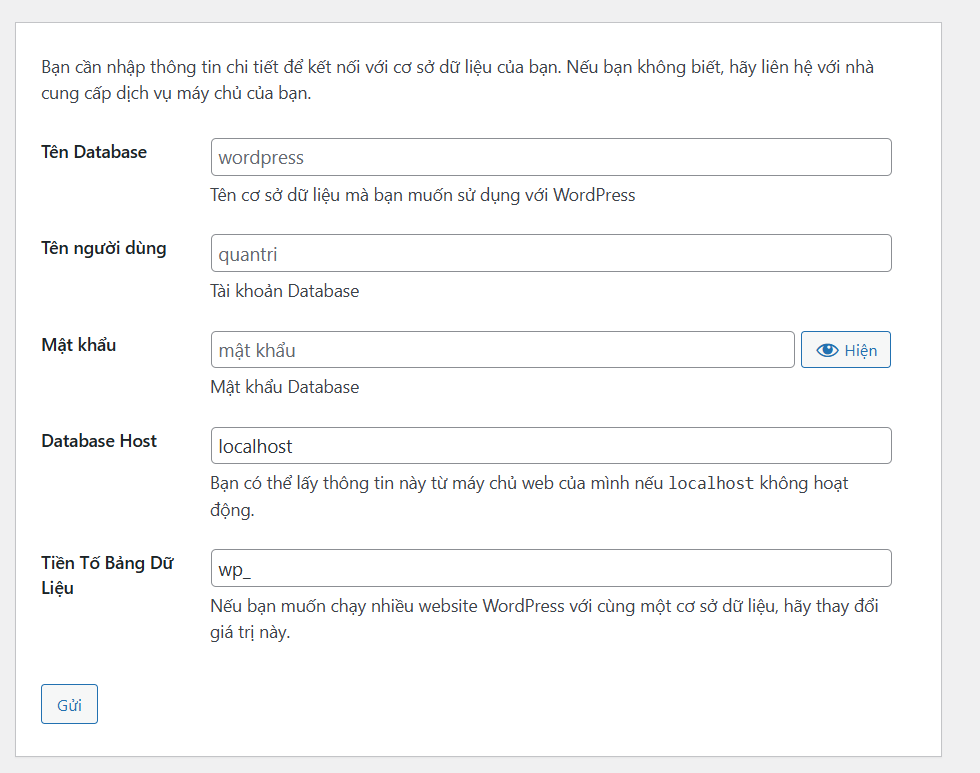 Bạn cần nhập thông tin chi tiết để kết nối với cơ sở dữ liệu của bạn. Nếu bạn không biết, hãy liên hệ với nhà
cung cấp dịch vụ máy chủ của bạn.
Tên Database
wordpress
Tên cơ sở dữ liệu mà bạn muốn sử dụng với WordPress
Tên người dùng
quantri
Tài khoản Database
Mật khẩu
mật khẩu
Hiện
Mật khẩu Database
Database Host
localhost
Bạn có thể lấy thông tin này từ máy chủ web của mình nếu localhost không hoạt
động.
Tiền Tố Bảng Dữ
Liệu
wp_
Nếu bạn muốn chạy nhiều website WordPress với cùng một cơ sở dữ liệu, hãy thay đổi
giá trị này.
Gửi